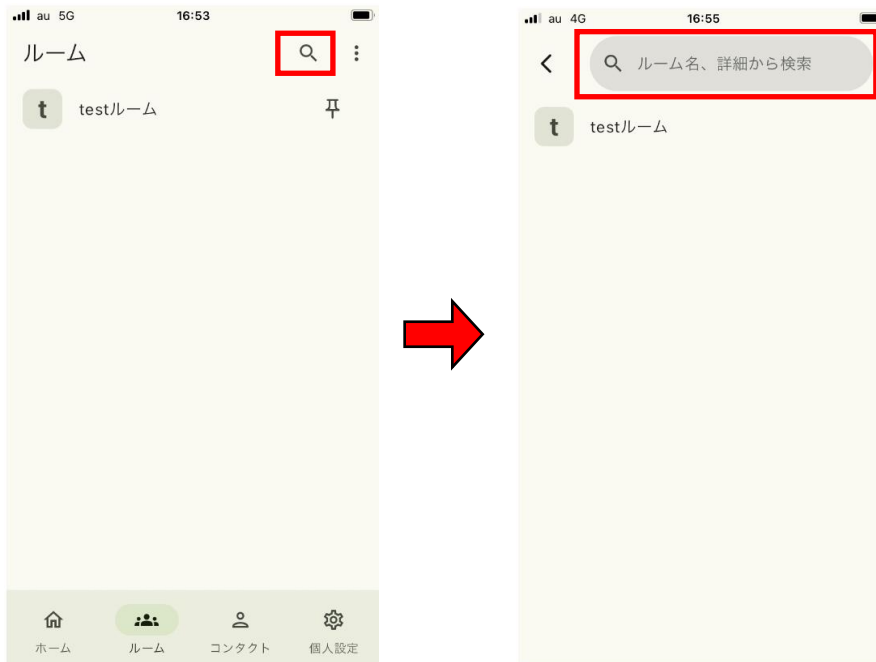 au 5G 16:53
ルーム
t testルーム
ホーム ルーム コンタクト 個人設定
au 4G 16:55
ルーム名、詳細から検索
t testルーム